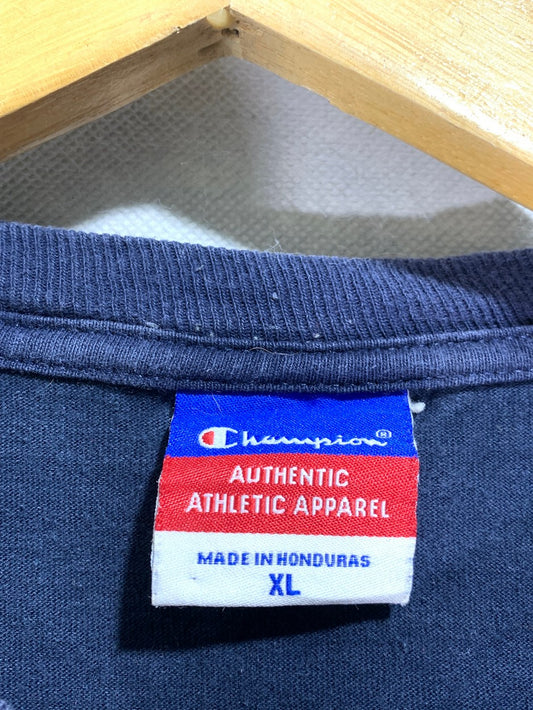 Champion®
AUTHENTIC
ATHLETIC APPAREL
MADE IN HONDURAS
XL